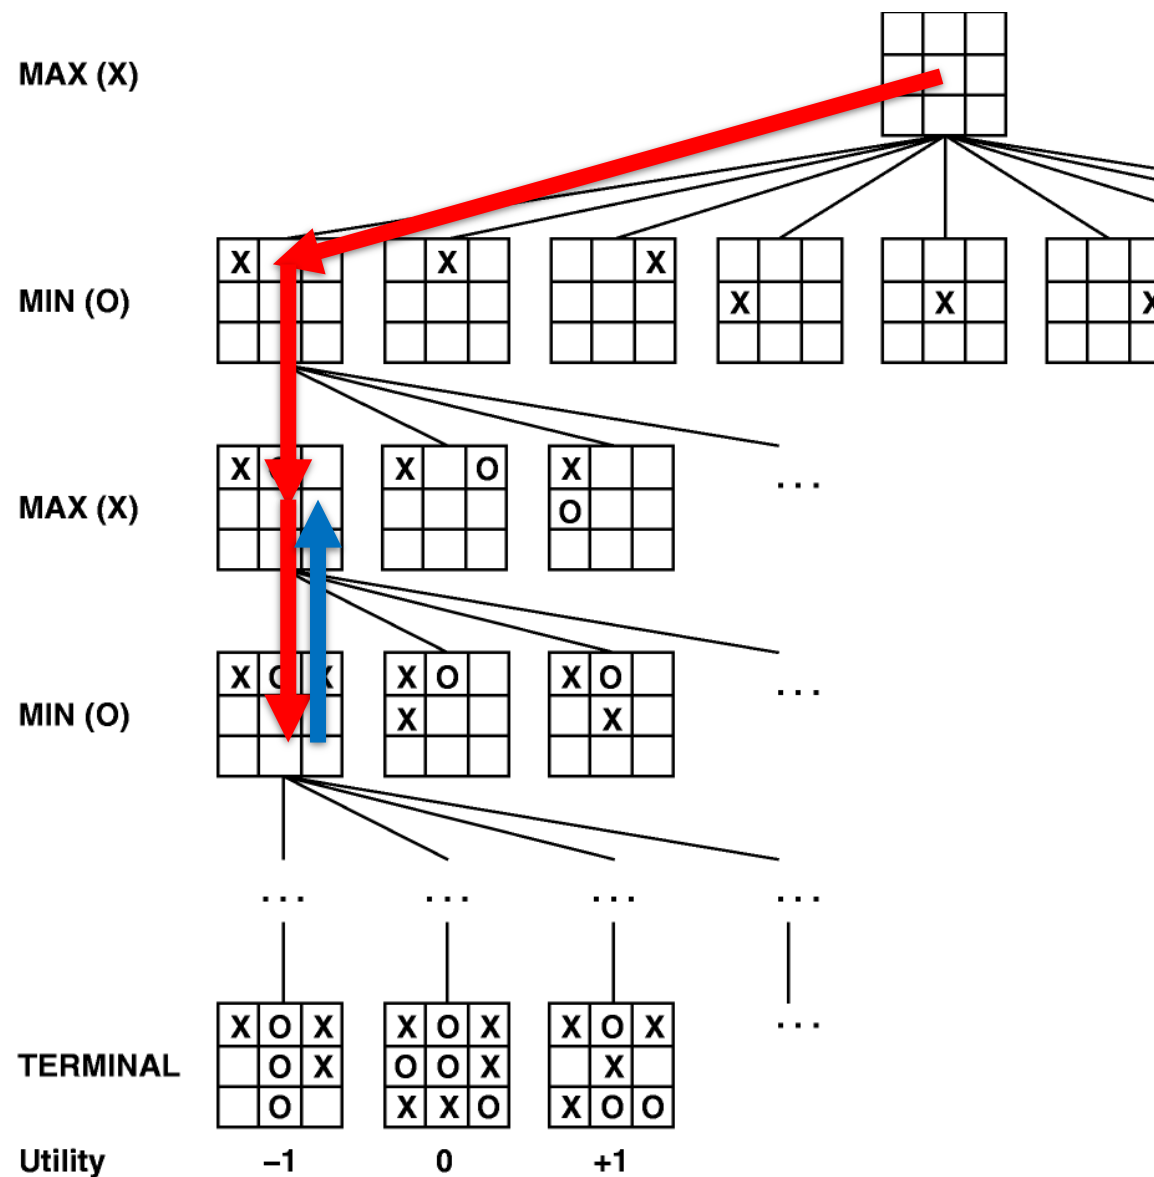 MAX (X)
X X X X X X
MIN (O)
X O X O X
MAX (X)
O
...
X O X X O X O
MIN (O)
X X
...
... ... ... ...
X O X X O X X O X
...
TERMINAL
O X O O X X
O X X O X O O
Utility −1 0 +1